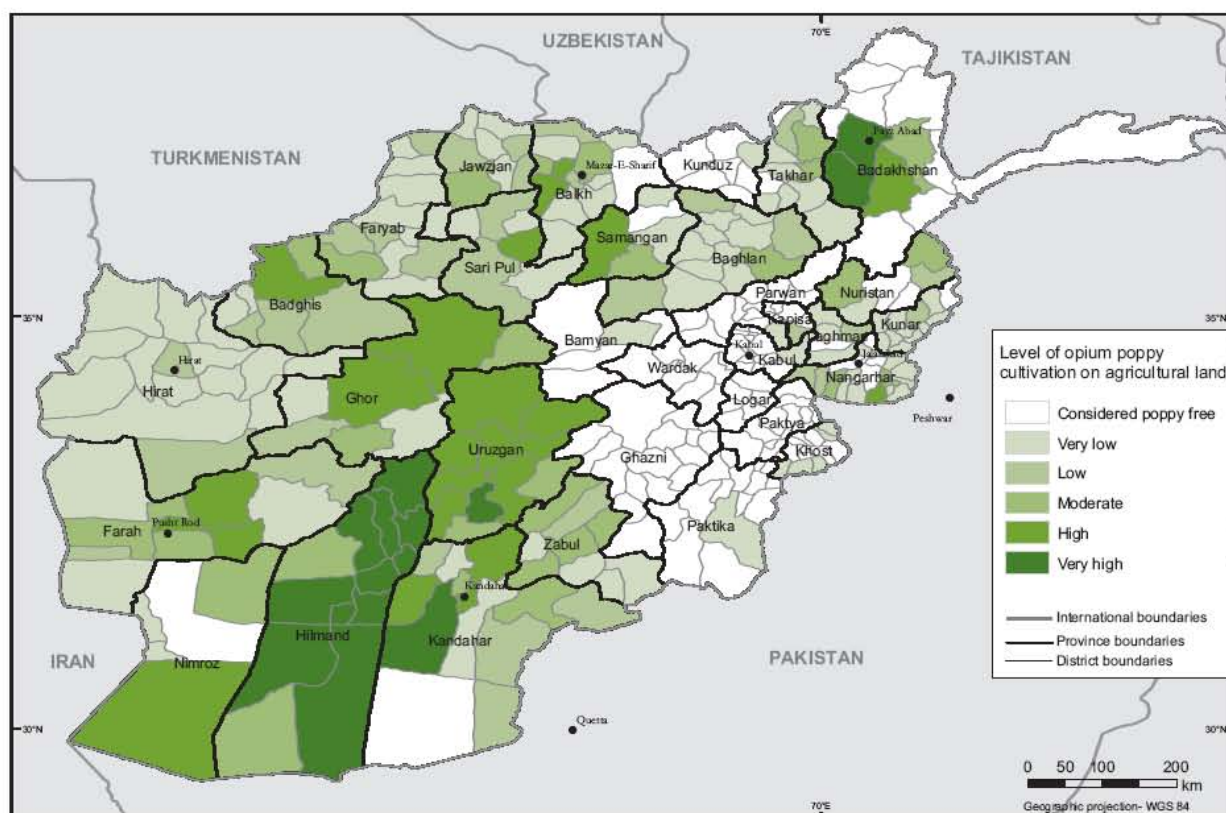 70°E
UZBEKISTAN
TAJIKISTAN
TURKMENISTAN
Faiz Abad
Badakhshan
Kunduz
Takhar
Mazar-E-Sharif
Jawzjan
Balkh
Faryab
Samangan
Baghlan
Sari Pul
Badghis
Nuristan
Parwan
Kapisa
Kunar
Laghman
35°N
35°N
Bamyan
Kabul
Kabul
Hirat
Hirat
Wardak
Nangarhar
Ghor
Logar
Peshwar
Paktya
Uruzgan
Ghazni
Khost
Farah
Pusht Rod
Paktika
Zabul
Kandahar
Hilmand
Kandahar
Nimroz
IRAN
PAKISTAN
Quetta
30°N
30°N
70°E
Level of opium poppy
cultivation on agricultural land
Considered poppy free
Very low
Low
Moderate
High
Very high
International boundaries
Province boundaries
District boundaries
0 50 100 200
km
Geographic projection- WGS 84